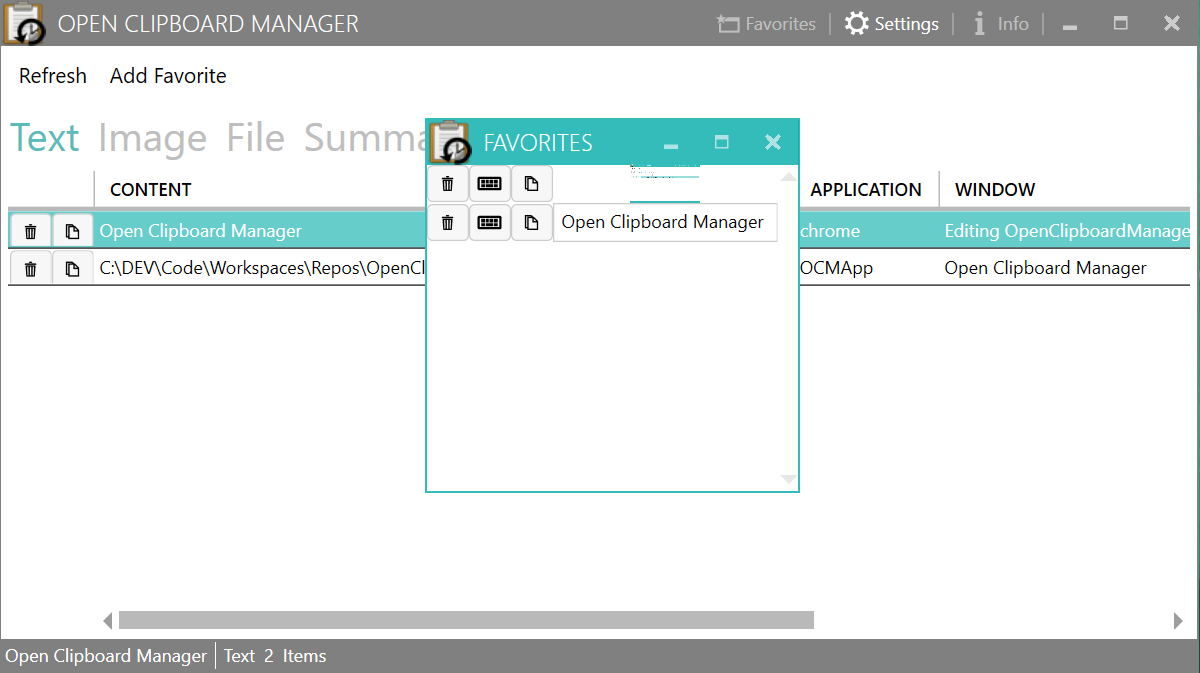 OPEN CLIPBOARD MANAGER
Favorites
Settings
Info
Refresh
Add Favorite
Text Image File Summa
FAVORITES
CONTENT
APPLICATION
WINDOW
Open Clipboard Manager
Open Clipboard Manager
chrome
Editing OpenClipboardManage
C:\DEV\Code\Workspaces\Repos\OpenCl
OCMApp
Open Clipboard Manager
Open Clipboard Manager
Text 2 Items